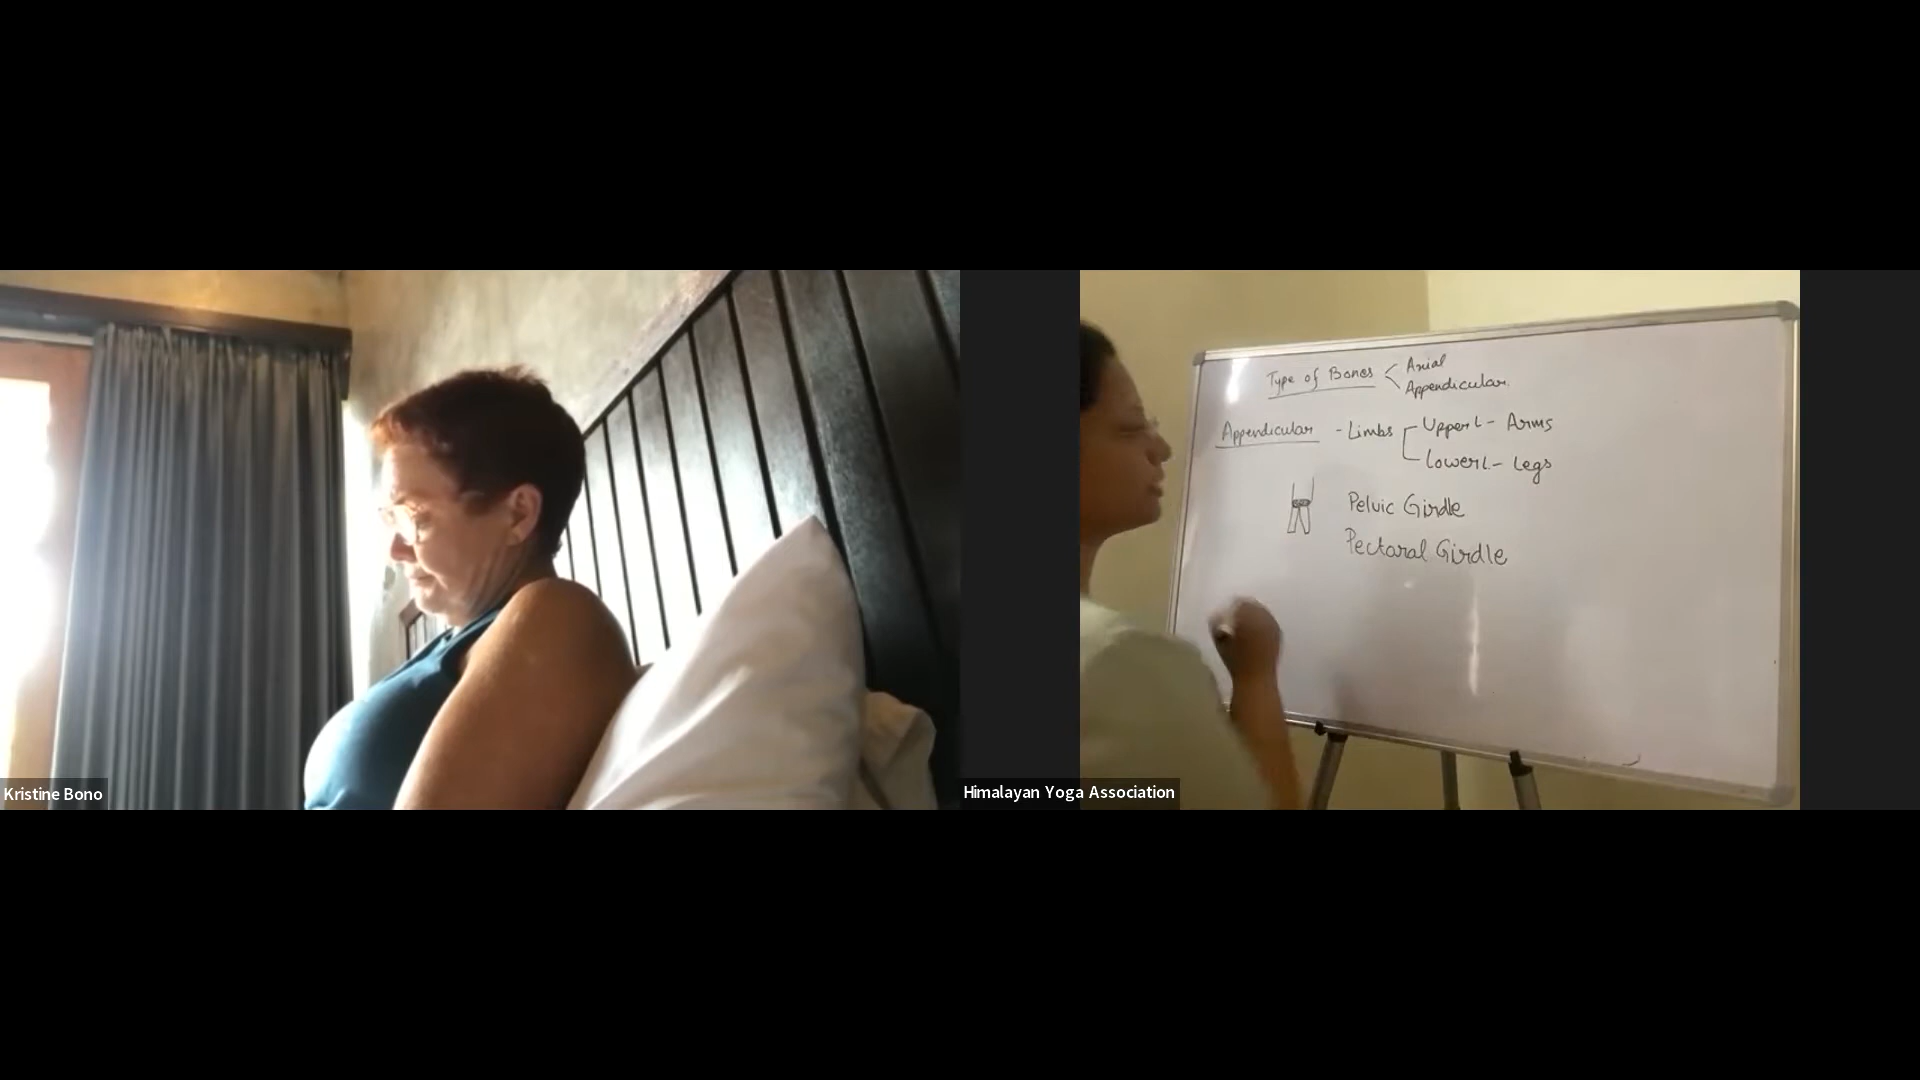 Type of Bones < Axial
Appendicular.
Appendicular - Limbs Upper L - Arms
Lower L. - Legs
Pelvic Girdle
Pectaral Girdle
Kristine Bono
Himalayan Yoga Association